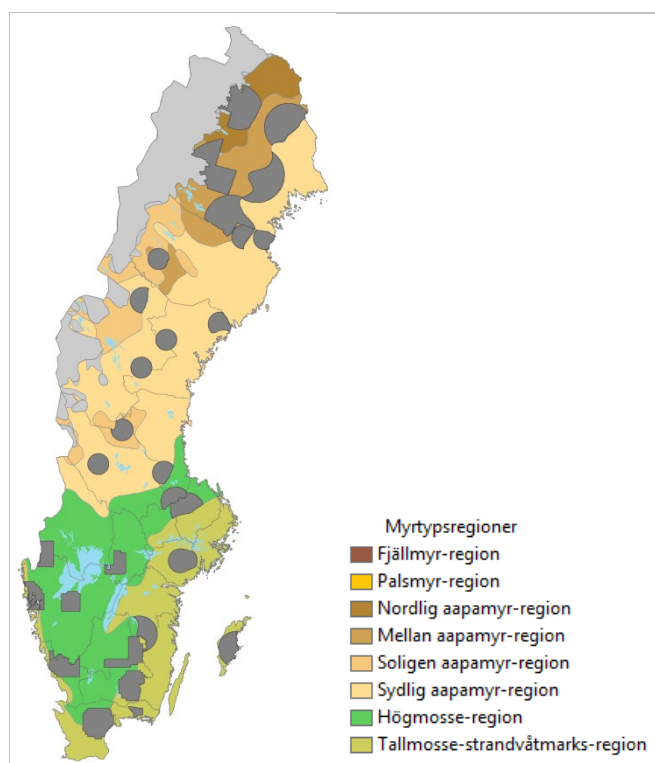 Myrtypsregioner
Fjällmyr-region
Palsmyr-region
Nordlig aapamyr-region
Mellan aapamyr-region
Soligen aapamyr-region
Sydlig aapamyr-region
Högmosse-region
Tallmosse-strandvåtmarks-region